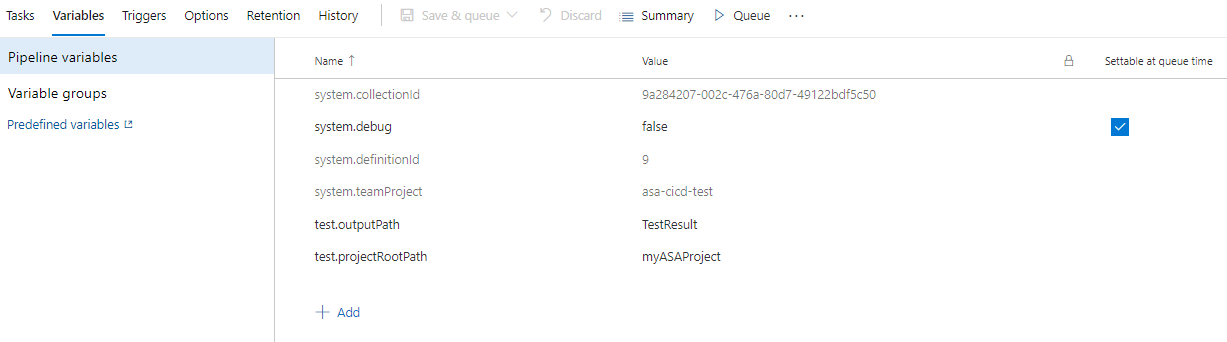 Tasks Variables Triggers Options Retention History Save & queue Discard Summary Queue ...
Pipeline variables
Variable groups
Predefined variables
Name ↑ Value Settable at queue time
system.collectionId 9a284207-002c-476a-80d7-49122bdf5c50
system.debug false
system.definitionId 9
system.teamProject asa-cicd-test
test.outputPath TestResult
test.projectRootPath myASAProject
+ Add